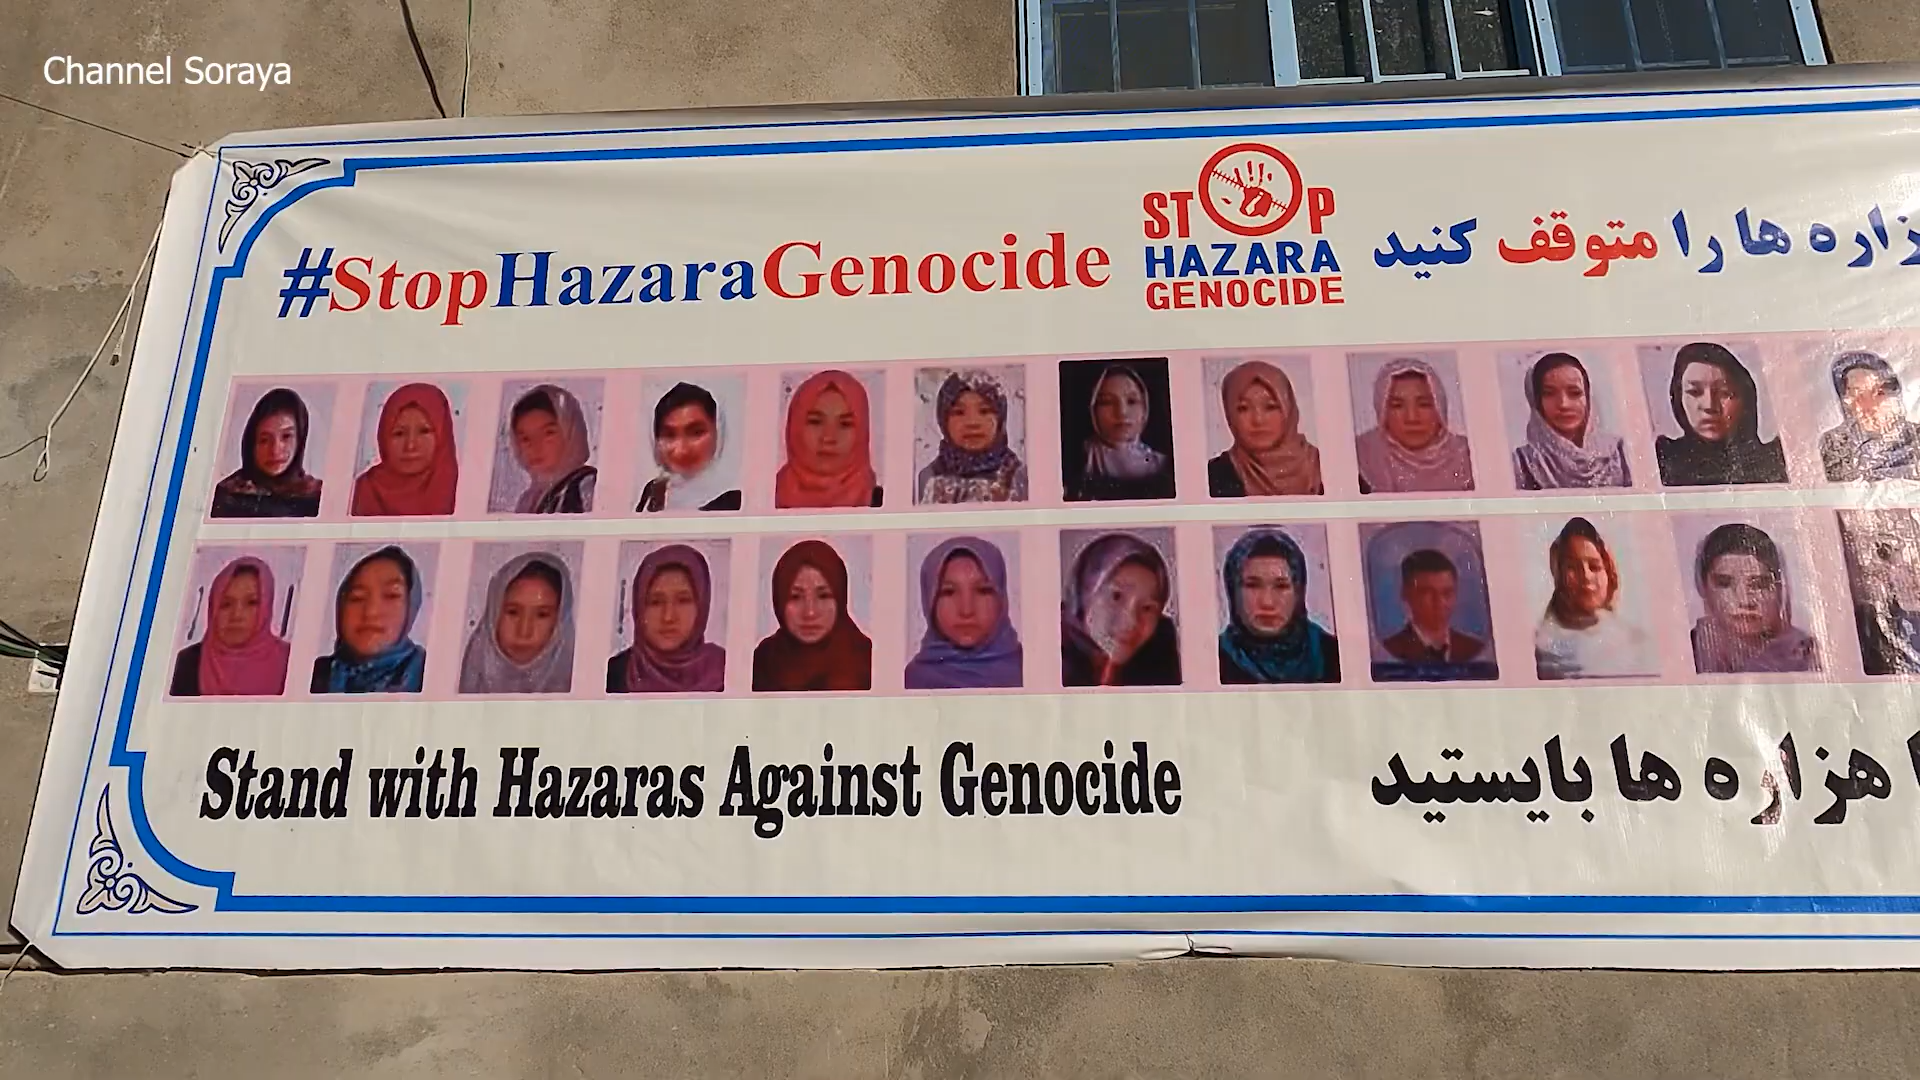 Channel Soraya
#StopHazaraGenocide
STOP
HAZARA
GENOCIDE
هزاره ها را متوقف کنید
Stand with Hazaras Against Genocide
هزاره ها بایستید